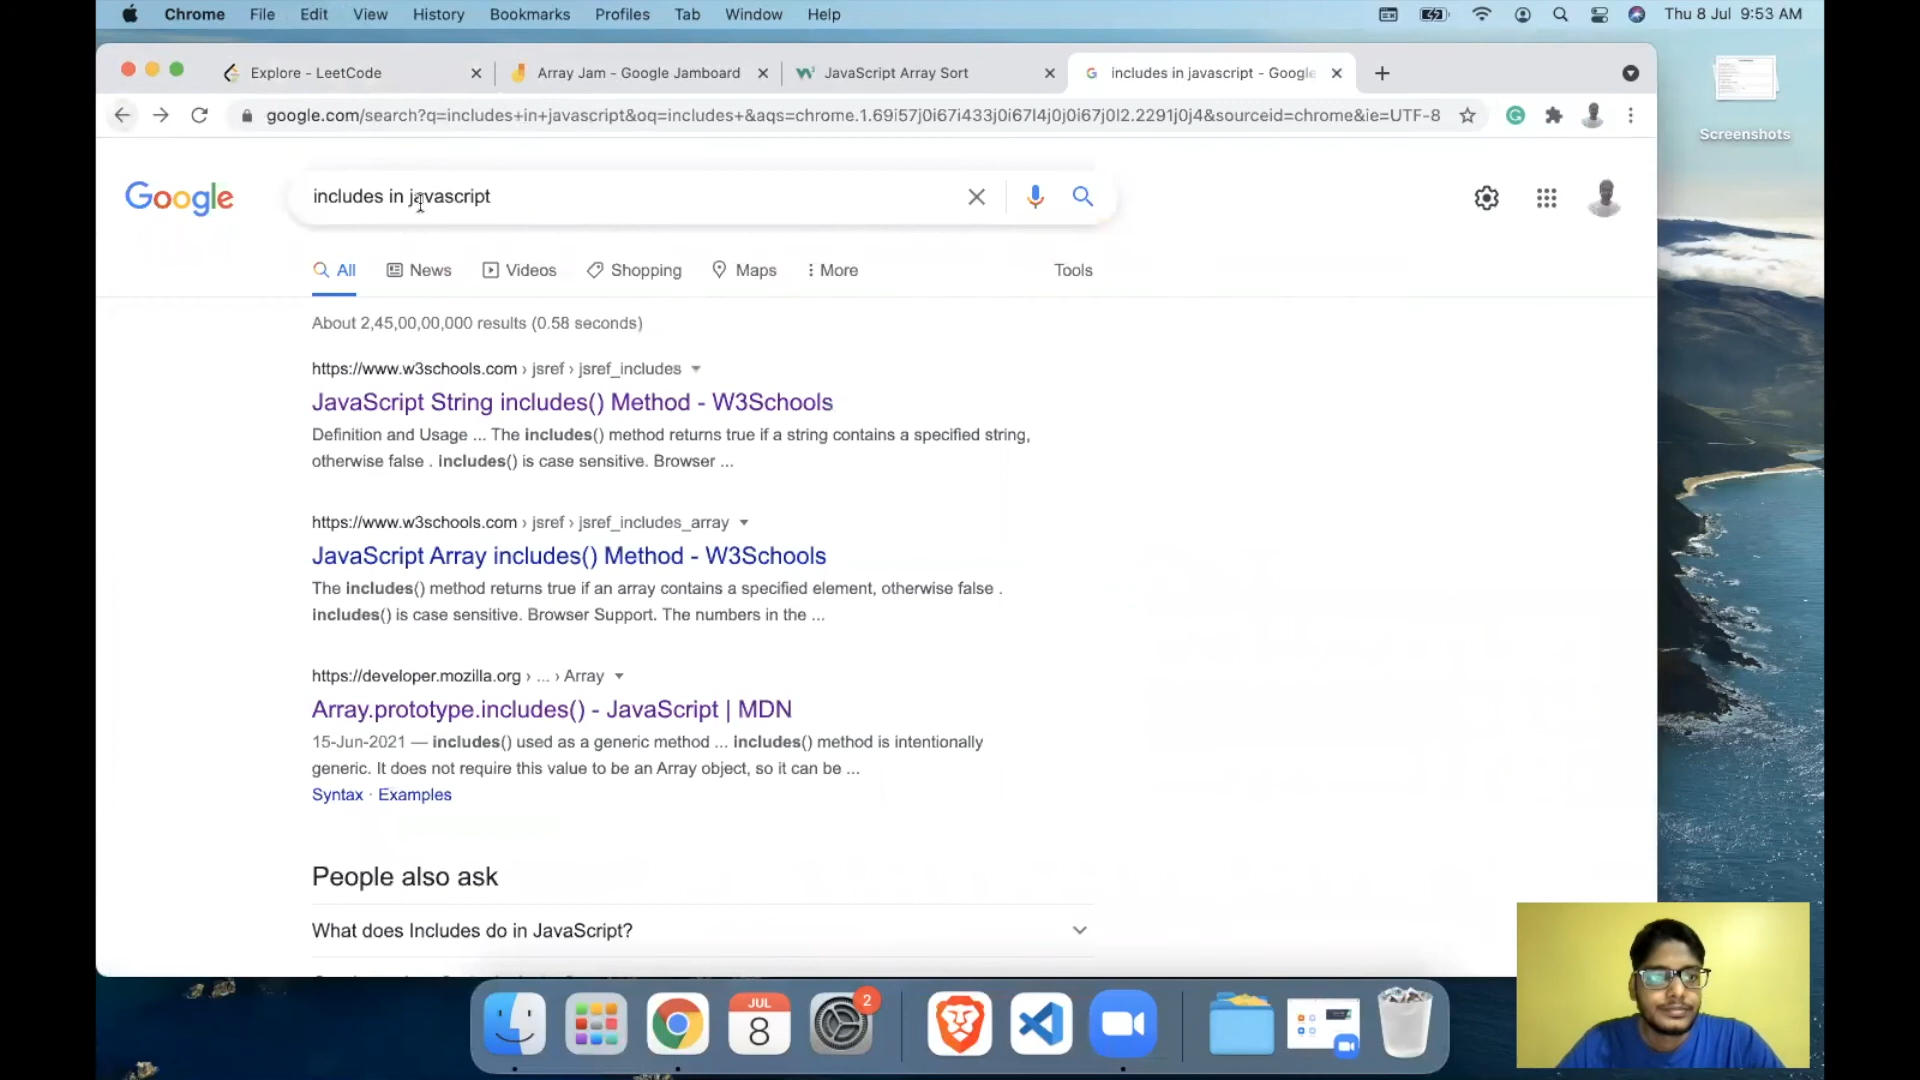 Chrome File Edit View History Bookmarks Profiles Tab Window Help Thu 8 Jul 9:53 AM
Explore - LeetCode Array Jam - Google Jamboard JavaScript Array Sort includes in javascript - Google
google.com/search?q=includes+in+javascript&oq=includes+&aqs=chrome.1.69i57j0i67i433j0i67l4j0j0i67j0l2.2291j0j4&sourceid=chrome&ie=UTF-8
Screenshots
Google includes in javascript
All News Videos Shopping Maps More Tools
About 2,45,00,00,000 results (0.58 seconds)
https://www.w3schools.com › jsref › jsref_includes
JavaScript String includes() Method - W3Schools
Definition and Usage ... The includes() method returns true if a string contains a specified string,
otherwise false . includes() is case sensitive. Browser ...
https://www.w3schools.com › jsref › jsref_includes_array
JavaScript Array includes() Method - W3Schools
The includes() method returns true if an array contains a specified element, otherwise false .
includes() is case sensitive. Browser Support. The numbers in the ...
https://developer.mozilla.org › ... › Array
Array.prototype.includes() - JavaScript | MDN
15-Jun-2021 — includes() used as a generic method ... includes() method is intentionally
generic. It does not require this value to be an Array object, so it can be ...
Syntax · Examples
People also ask
What does Includes do in JavaScript?
JUL
8
2